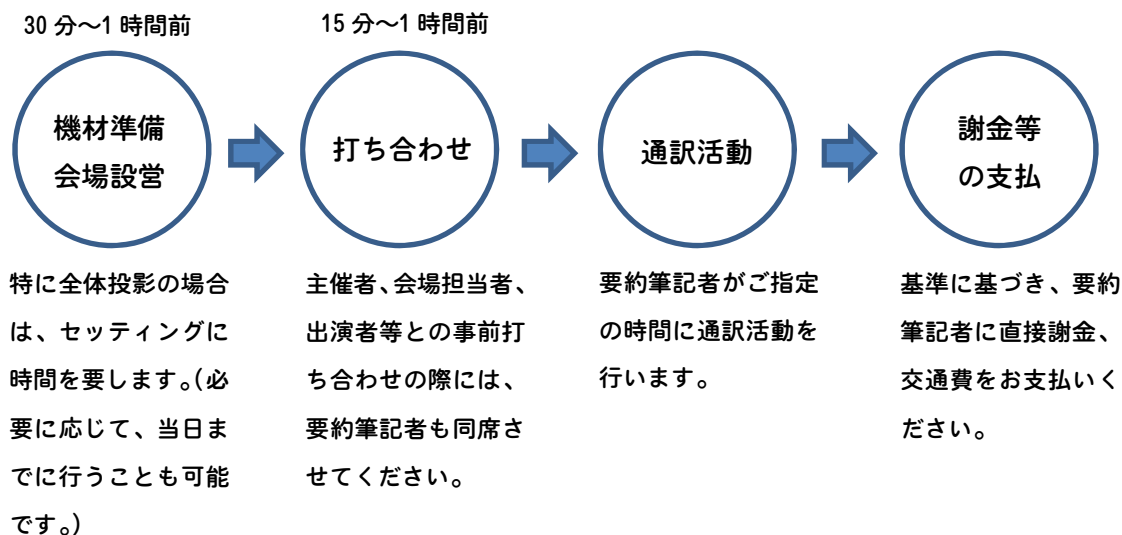 30 分～1 時間前
15 分～1 時間前
機材準備
会場設営
打ち合わせ
通訳活動
謝金等
の支払
特に全体投影の場合
は、セッティングに
時間を要します。(必
要に応じて、当日ま
でに行うことも可能
です。)
主催者、会場担当者、
出演者等との事前打
ち合わせの際には、
要約筆記者も同席さ
せてください。
要約筆記者がご指定
の時間に通訳活動を
行います。
基準に基づき、要約
筆記者に直接謝金、
交通費をお支払いく
ださい。